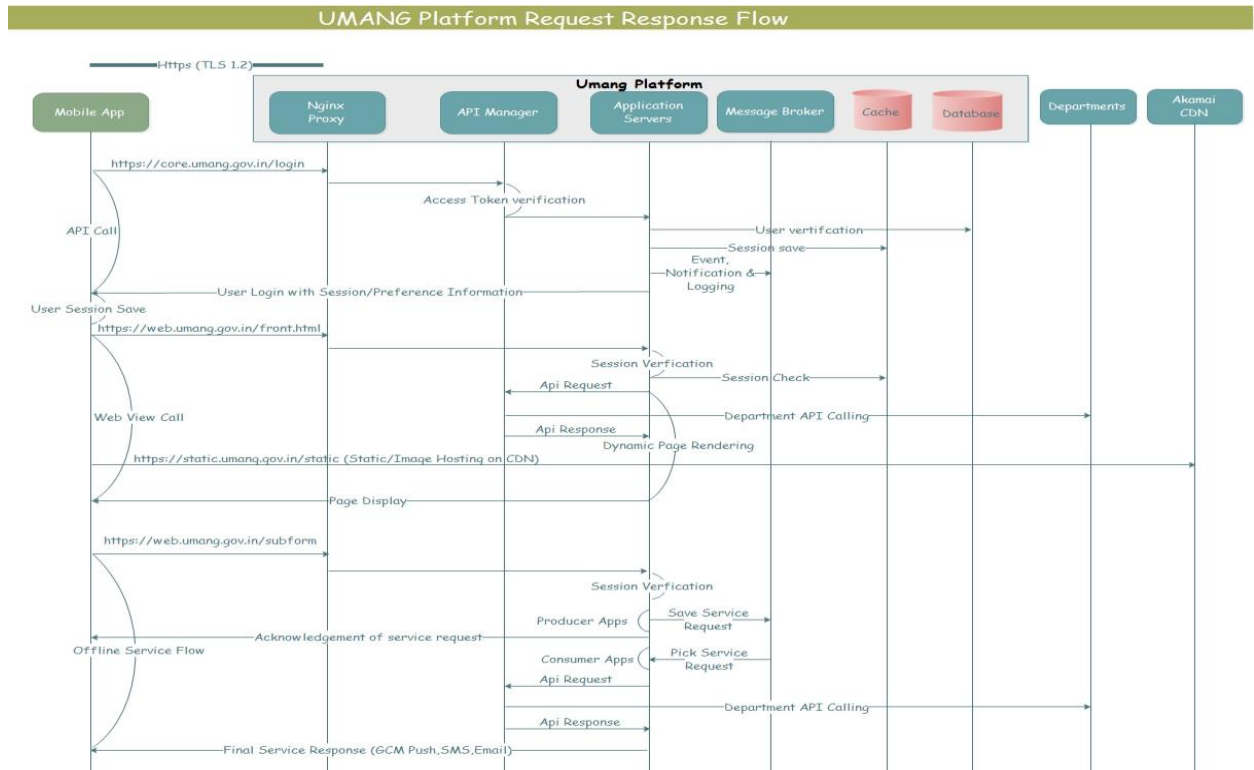 UMANG Platform Request Response Flow
Https (TLS 1.2)
Umang Platform
Mobile App
Nginx
Proxy
API Manager
Application
Servers
Message Broker
Cache
Database
Departments
Akamai
CDN
https://core.umang.gov.in/login
Access Token verification
API Call
User vertifcation
Session save
Event,
Notification &
Logging
User Login with Session/Preference Information
User Session Save
https://web.umang.gov.in/front.html
Session Verfication
Session Check
Api Request
Web View Call
Department API Calling
Api Response
Dynamic Page Rendering
https://static.umang.gov.in/static (Static/Image Hosting on CDN)
Page Display
https://web.umang.gov.in/subform
Session Verfication
Producer Apps
Save Service
Request
Acknowledgement of service request
Offline Service Flow
Consumer Apps
Pick Service
Request
Api Request
Department API Calling
Api Response
Final Service Response (GCM Push,SMS,Email)